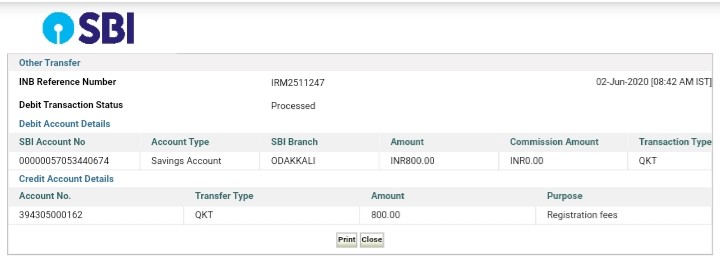 SBI
Other Transfer
INB Reference Number IRM2511247 02-Jun-2020 [08:42 AM IST]
Debit Transaction Status Processed
Debit Account Details
SBI Account No Account Type SBI Branch Amount Commission Amount Transaction Type
00000057053440674 Savings Account ODAKKALI INR800.00 INR0.00 QKT
Credit Account Details
Account No. Transfer Type Amount Purpose
394305000162 QKT 800.00 Registration fees
Print Close